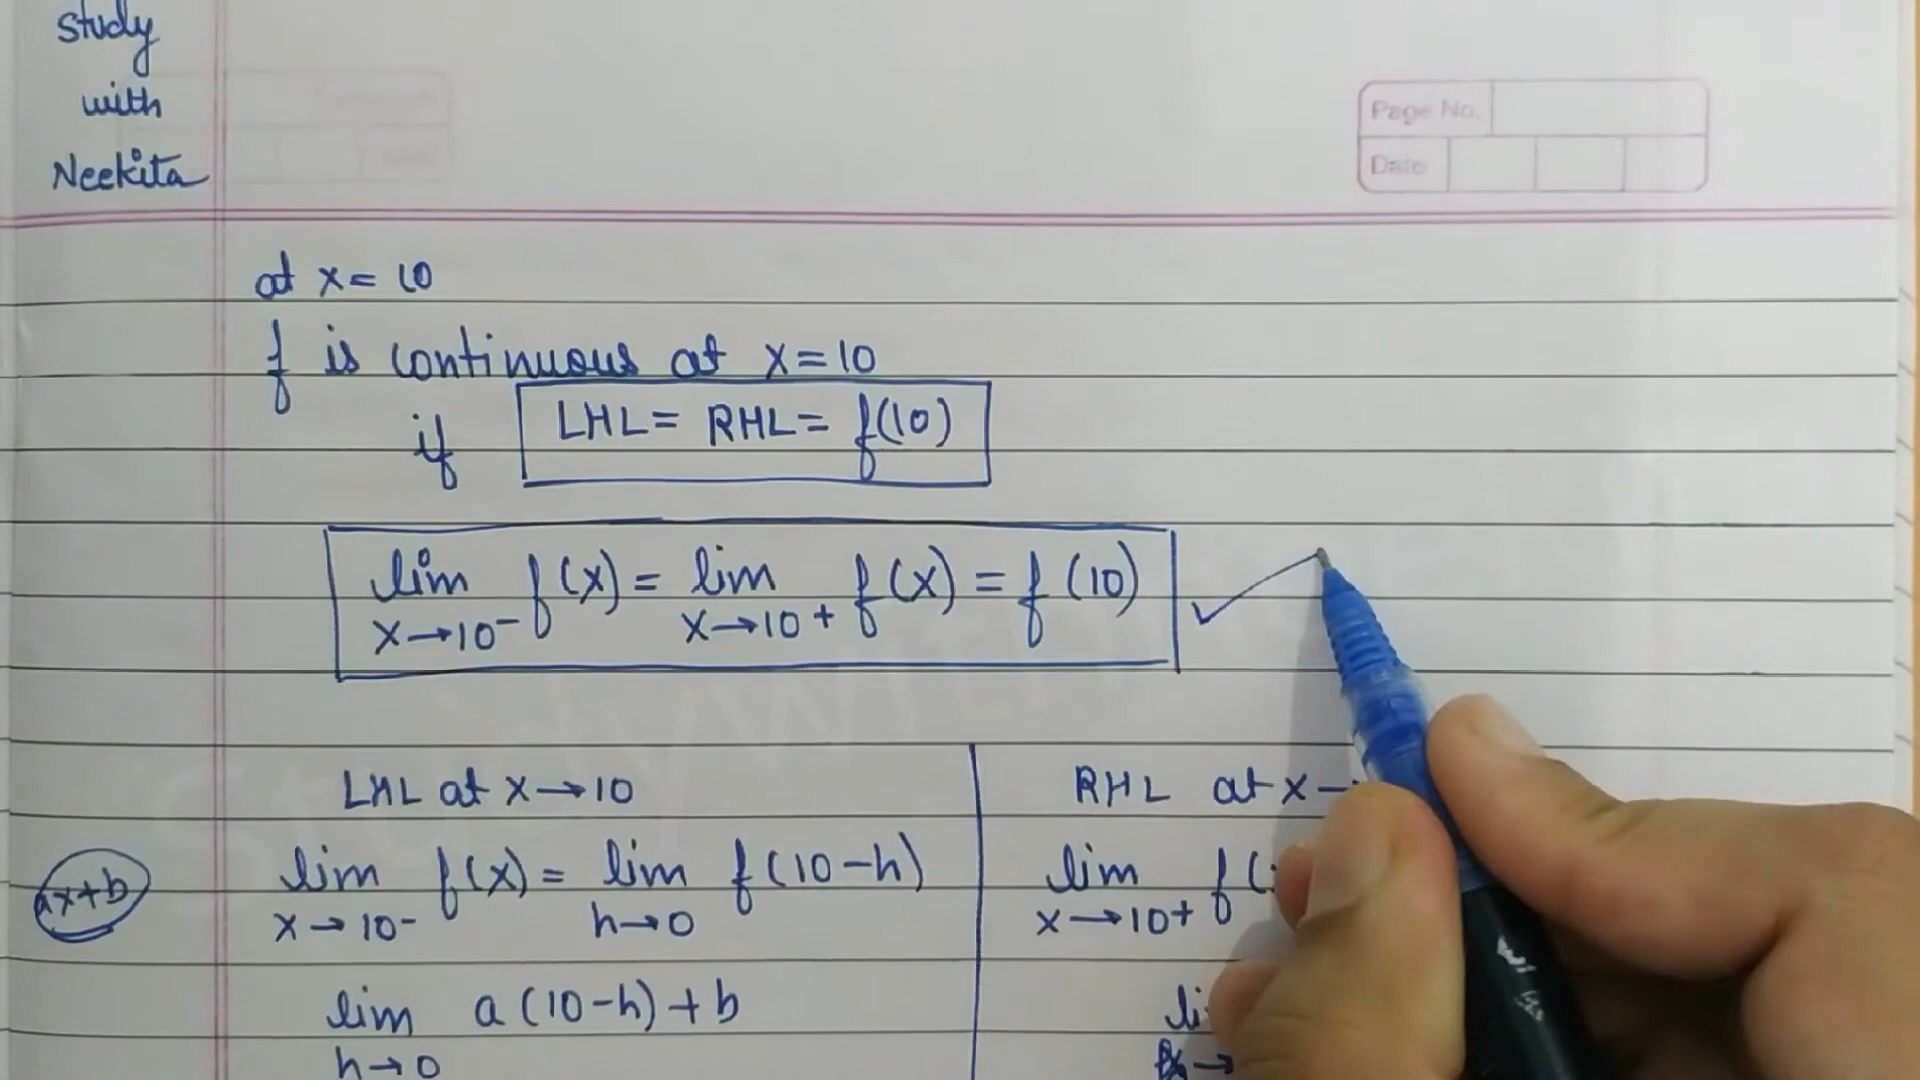 Study
with
Neekita
Page No.
Date
at x = 10
f is continuous at x = 10
if LHL = RHL = f(10)
lim f(x) = lim f(x) = f(10)
x→10⁻ x→10+
LHL at x→10
RHL at x→
ax+b
lim f(x) = lim f(10-h)
x→10- h→0
lim f(
x→10+
lim a(10-h)+b
h→0